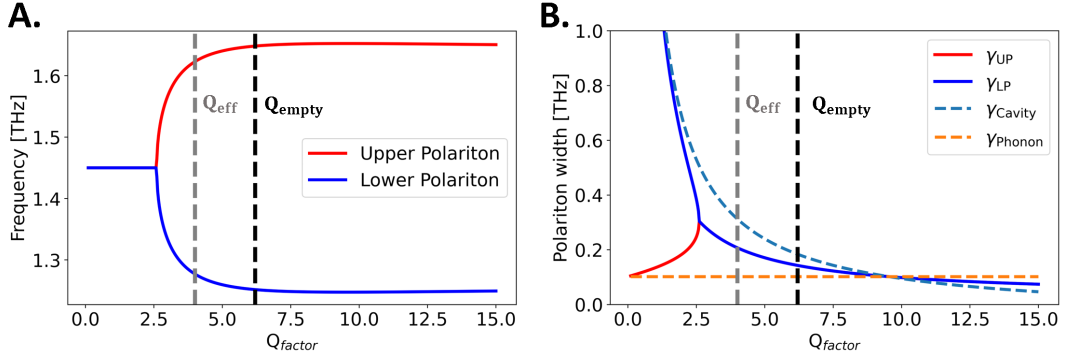 A.
Frequency [THz]
1.6
1.5
1.4
1.3
Q_eff
Q_empty
Upper Polariton
Lower Polariton
0.0 2.5 5.0 7.5 10.0 12.5 15.0
Q_factor
B.
Polariton width [THz]
1.0
0.8
0.6
0.4
0.2
0.0
Q_eff
Q_empty
γ_UP
γ_LP
γ_Cavity
γ_Phonon
0.0 2.5 5.0 7.5 10.0 12.5 15.0
Q_factor